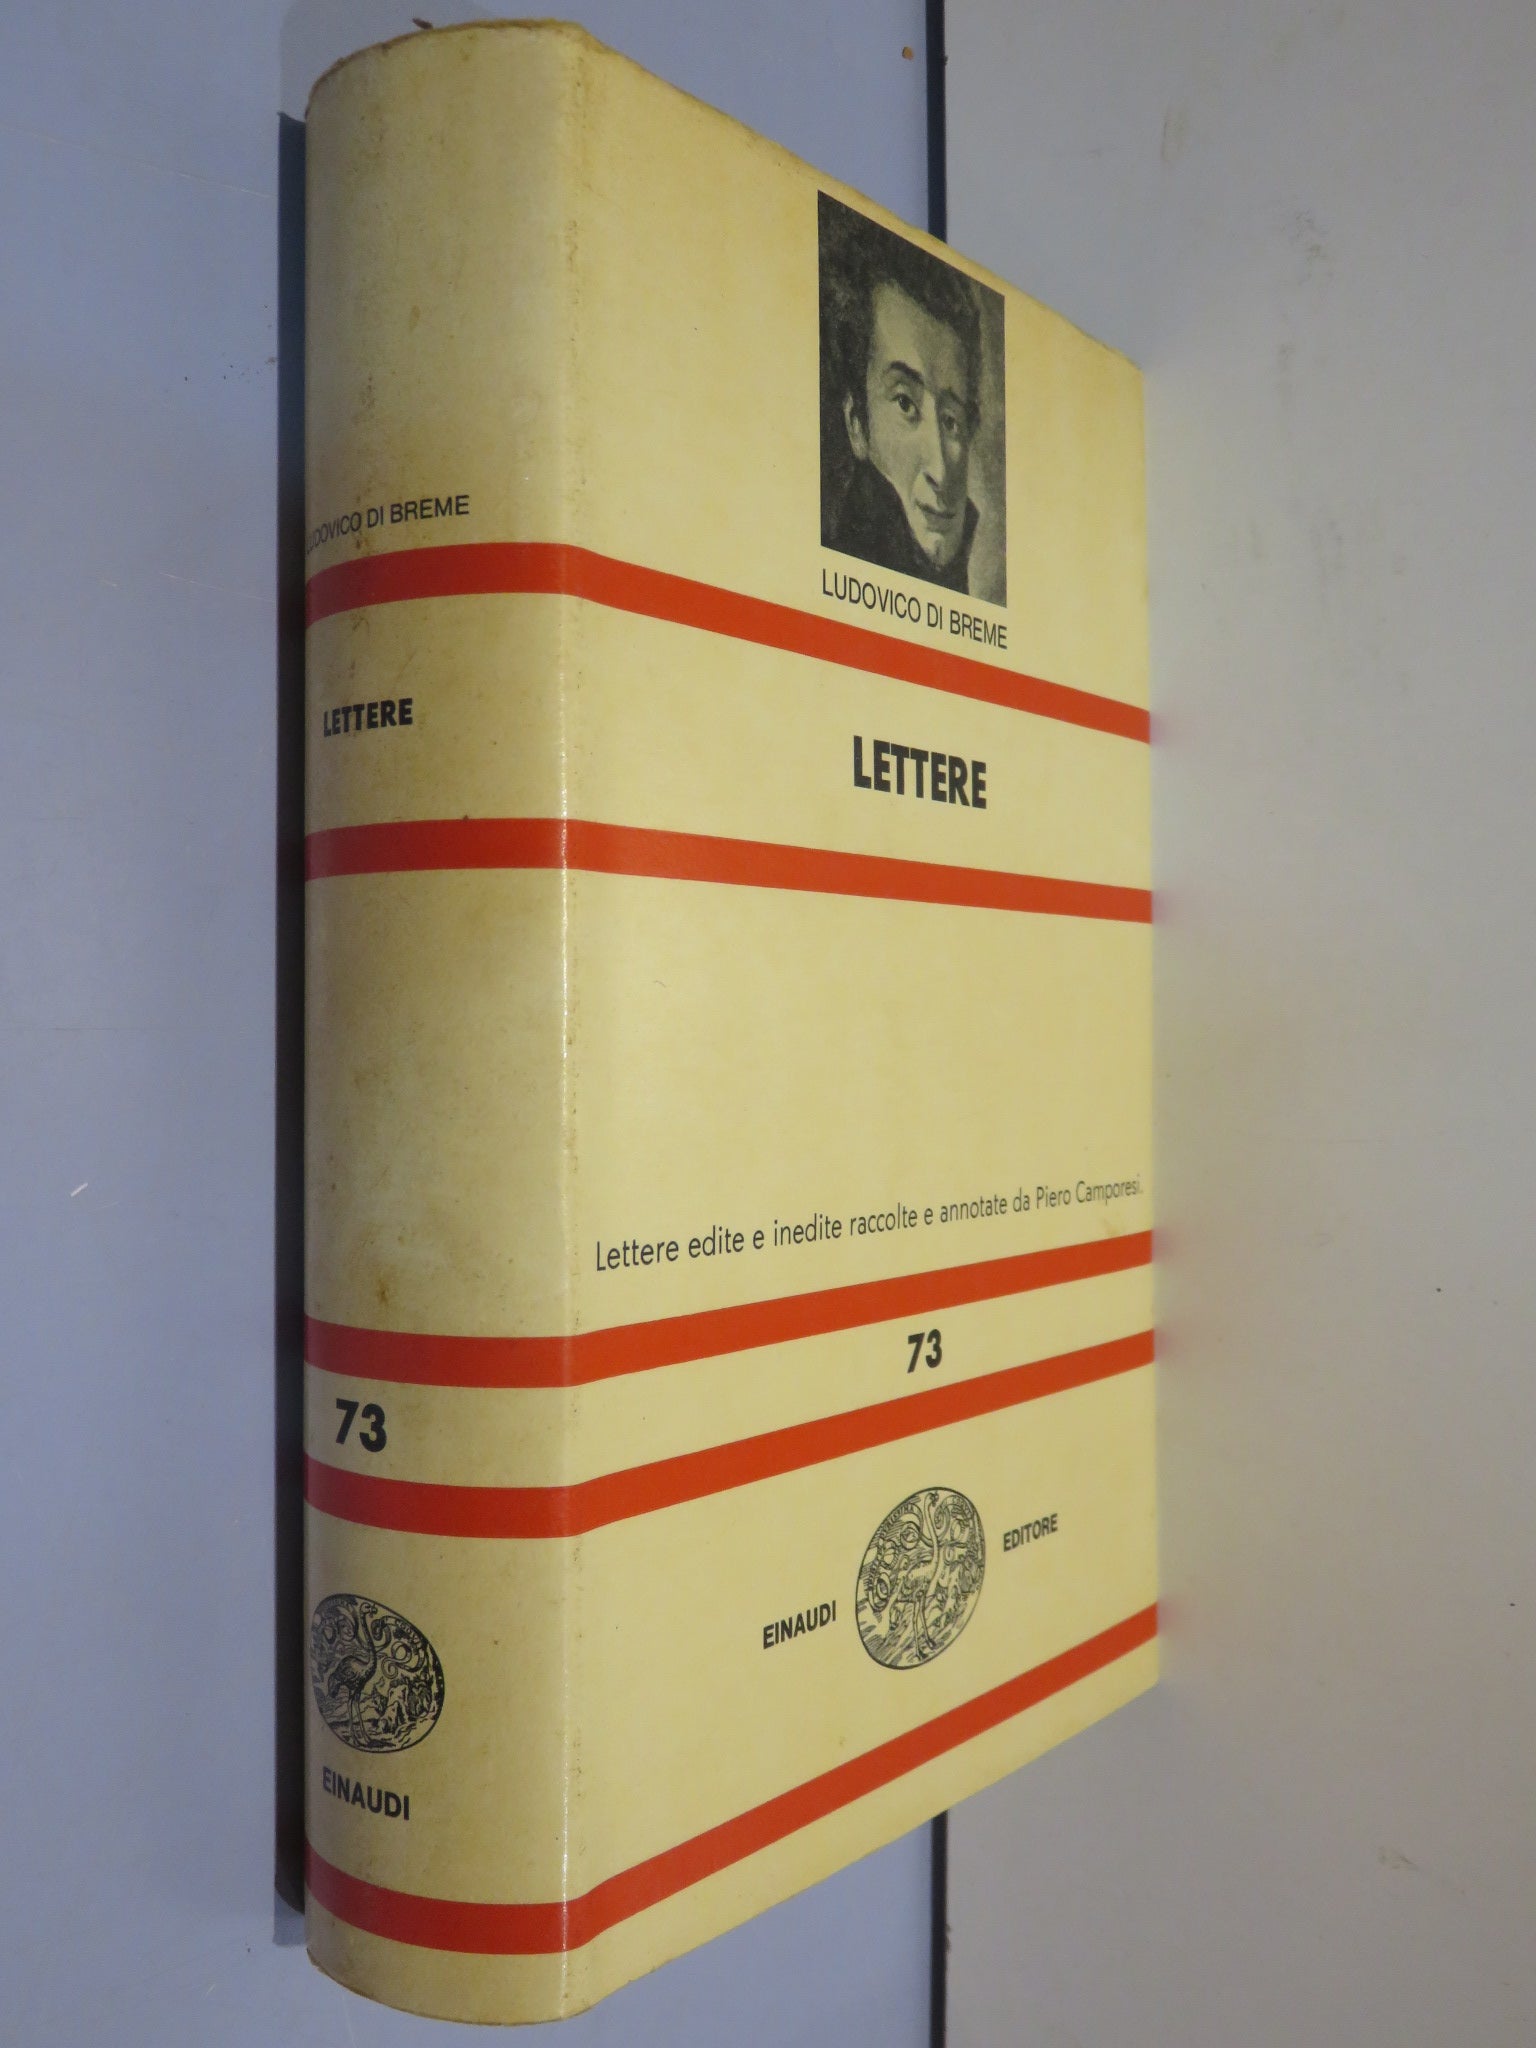 LUDOVICO DI BREME
LETTERE
73
EINAUDI
LUDOVICO DI BREME
LETTERE
Lettere edite e inedite raccolte e annotate da Piero Camporesi.
73
EINAUDI
EDITORE